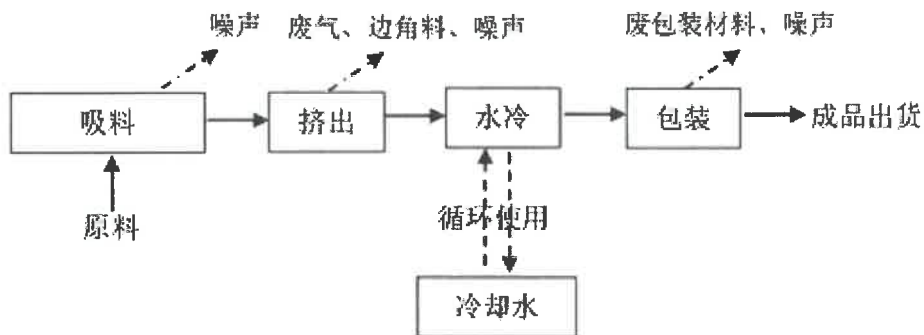 噪声
废气、边角料、噪声
废包装材料、噪声
吸料
挤出
水冷
包装
成品出货
原料
循环使用
冷却水